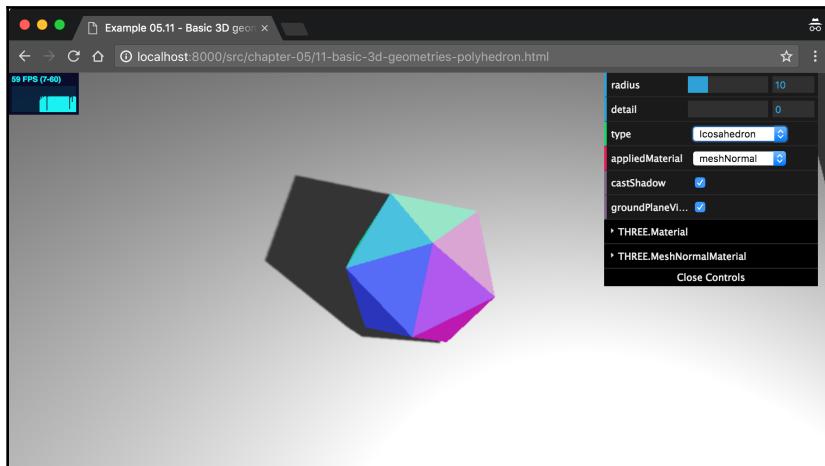 Example 05.11 - Basic 3D geon
localhost:8000/src/chapter-05/11-basic-3d-geometries-polyhedron.html
59 FPS (7-60)
radius 10
detail 0
type Icosahedron
appliedMaterial meshNormal
castShadow
groundPlaneVi...
THREE.Material
THREE.MeshNormalMaterial
Close Controls